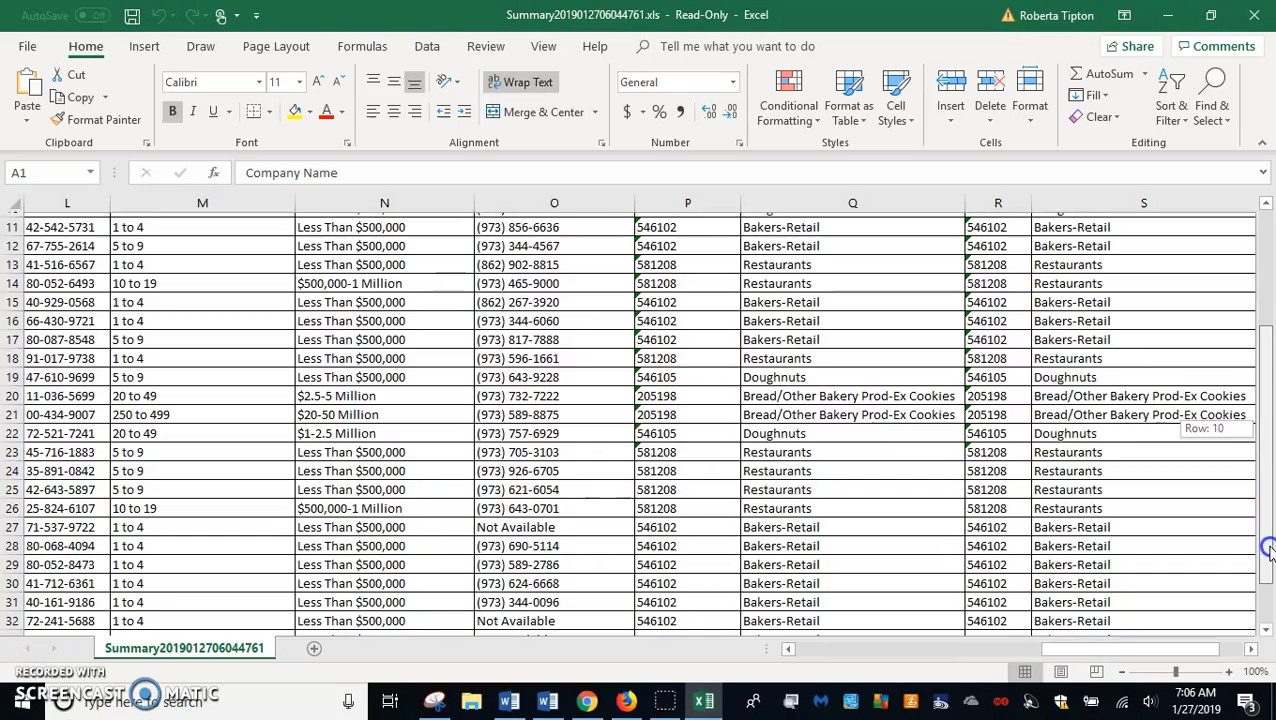 AutoSave Off Summary2019012706044761.xls - Read-Only - Excel Roberta Tipton
File Home Insert Draw Page Layout Formulas Data Review View Help Tell me what you want to do Share Comments
Cut Calibri 11 Wrap Text General AutoSum
Paste Copy Conditional Formatting Format as Table Cell Styles Insert Delete Format Fill Sort & Filter Find & Select
Format Painter B I U Merge & Center $ % , Clear
Clipboard Font Alignment Number Styles Cells Editing
A1 fx Company Name
L M N O P Q R S
11 42-542-5731 1 to 4 Less Than $500,000 (973) 856-6636 546102 Bakers-Retail 546102 Bakers-Retail
12 67-755-2614 5 to 9 Less Than $500,000 (973) 344-4567 546102 Bakers-Retail 546102 Bakers-Retail
13 41-516-6567 1 to 4 Less Than $500,000 (862) 902-8815 581208 Restaurants 581208 Restaurants
14 80-052-6493 10 to 19 $500,000-1 Million (973) 465-9000 581208 Restaurants 581208 Restaurants
15 40-929-0568 1 to 4 Less Than $500,000 (862) 267-3920 546102 Bakers-Retail 546102 Bakers-Retail
16 66-430-9721 1 to 4 Less Than $500,000 (973) 344-6060 546102 Bakers-Retail 546102 Bakers-Retail
17 80-087-8548 5 to 9 Less Than $500,000 (973) 817-7888 546102 Bakers-Retail 546102 Bakers-Retail
18 91-017-9738 1 to 4 Less Than $500,000 (973) 596-1661 581208 Restaurants 581208 Restaurants
19 47-610-9699 5 to 9 Less Than $500,000 (973) 643-9228 546105 Doughnuts 546105 Doughnuts
20 11-036-5699 20 to 49 $2.5-5 Million (973) 732-7222 205198 Bread/Other Bakery Prod-Ex Cookies 205198 Bread/Other Bakery Prod-Ex Cookies
21 00-434-9007 250 to 499 $20-50 Million (973) 589-8875 205198 Bread/Other Bakery Prod-Ex Cookies 205198 Bread/Other Bakery Prod-Ex Cookies
22 72-521-7241 20 to 49 $1-2.5 Million (973) 757-6929 546105 Doughnuts 546105 Doughnuts Row: 10
23 45-716-1883 5 to 9 Less Than $500,000 (973) 705-3103 581208 Restaurants 581208 Restaurants
24 35-891-0842 5 to 9 Less Than $500,000 (973) 926-6705 581208 Restaurants 581208 Restaurants
25 42-643-5897 5 to 9 Less Than $500,000 (973) 621-6054 581208 Restaurants 581208 Restaurants
26 25-824-6107 10 to 19 $500,000-1 Million (973) 643-0701 581208 Restaurants 581208 Restaurants
27 71-537-9722 1 to 4 Less Than $500,000 Not Available 546102 Bakers-Retail 546102 Bakers-Retail
28 80-068-4094 1 to 4 Less Than $500,000 (973) 690-5114 546102 Bakers-Retail 546102 Bakers-Retail
29 80-052-8473 1 to 4 Less Than $500,000 (973) 589-2786 546102 Bakers-Retail 546102 Bakers-Retail
30 41-712-6361 1 to 4 Less Than $500,000 (973) 624-6668 546102 Bakers-Retail 546102 Bakers-Retail
31 40-161-9186 1 to 4 Less Than $500,000 (973) 344-0096 546102 Bakers-Retail 546102 Bakers-Retail
32 72-241-5688 1 to 4 Less Than $500,000 Not Available 546102 Bakers-Retail 546102 Bakers-Retail
Summary2019012706044761
RECORDED WITH 100%
SCREENCAST MATIC Type here to search 7:06 AM
1/27/2019 3